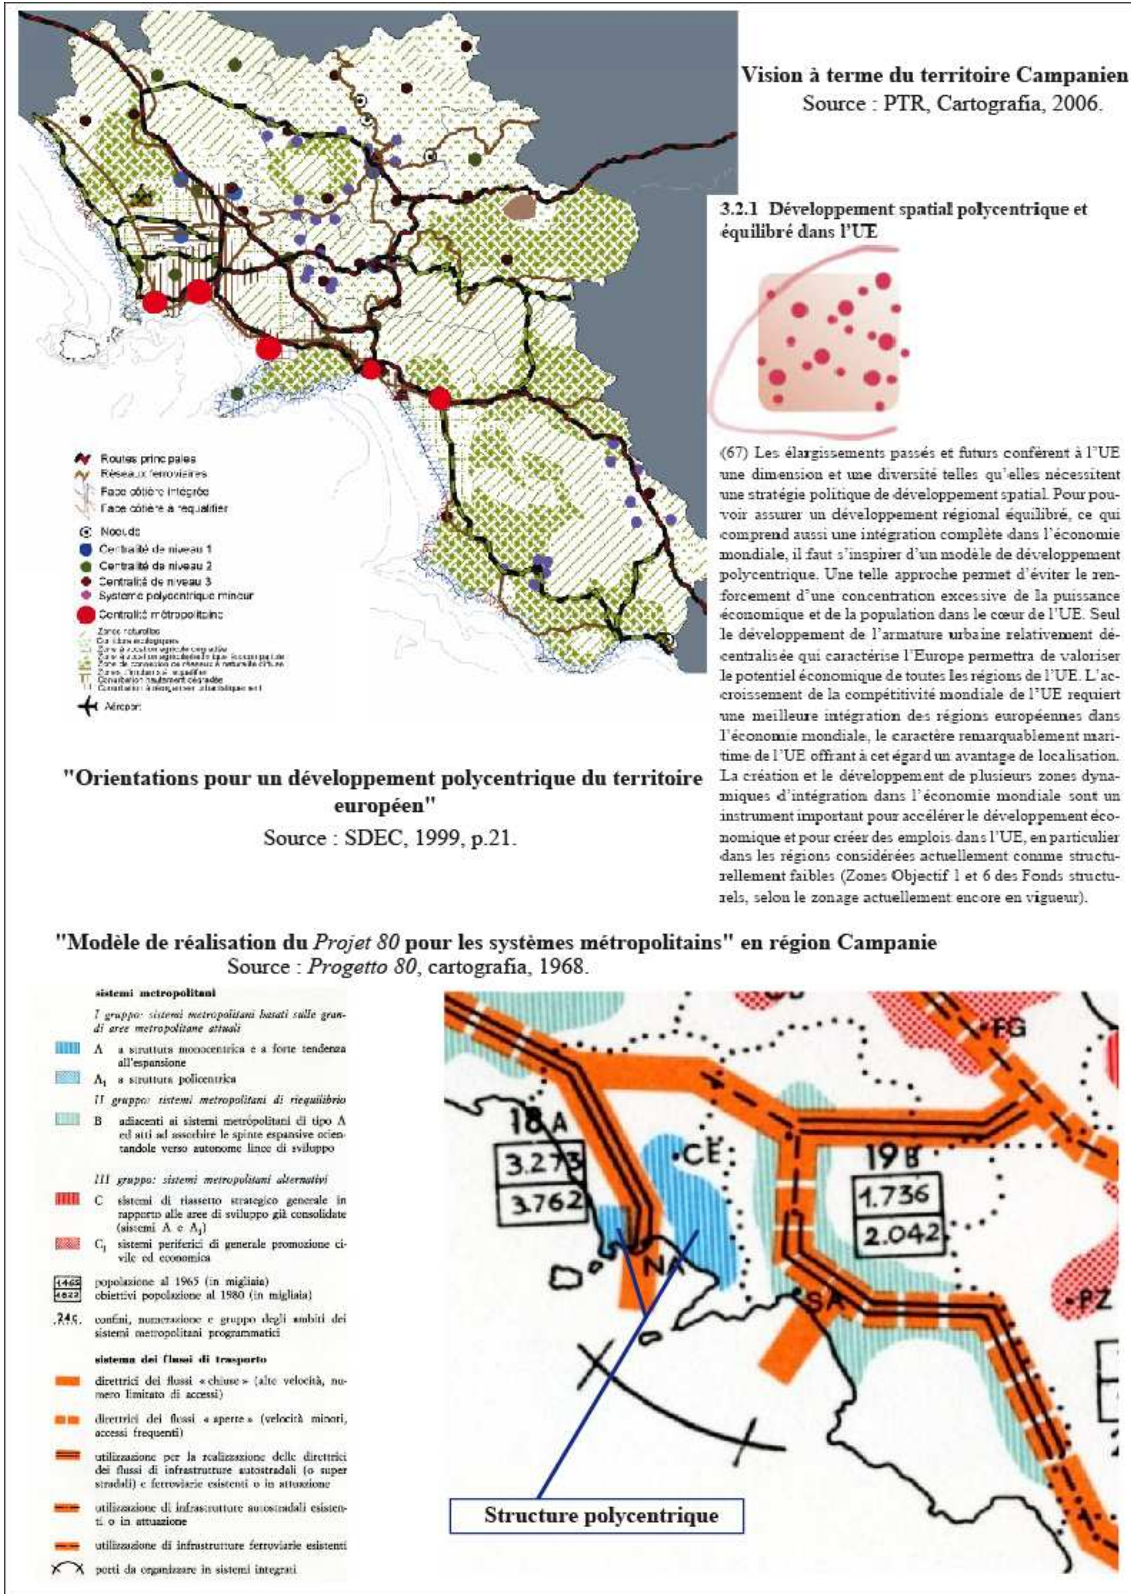 Vision à terme du territoire Campanien
Source : PTR, Cartografia, 2006.
Routes principales
Réseaux ferroviaires
Face côtière intégrée
Face côtière à requalifier
Noeuds
Centralité de niveau 1
Centralité de niveau 2
Centralité de niveau 3
Systeme polycentrique mineur
Centralité métropolitaine
Zones naturelles
Corridors écologiques
Aéroport
3.2.1 Développement spatial polycentrique et
équilibré dans l'UE
(67) Les élargissements passés et futurs confèrent à l'UE
une dimension et une diversité telles qu'elles nécessitent
une stratégie politique de développement spatial. Pour pou-
voir assurer un développement régional équilibré, ce qui
comprend aussi une intégration complète dans l'économie
mondiale, il faut s'inspirer d'un modèle de développement
polycentrique. Une telle approche permet d'éviter le ren-
forcement d'une concentration excessive de la puissance
économique et de la population dans le cœur de l'UE. Seul
le développement de l'armature urbaine relativement dé-
centralisée qui caractérise l'Europe permettra de valoriser
le potentiel économique de toutes les régions de l'UE. L'ac-
croissement de la compétitivité mondiale de l'UE requiert
une meilleure intégration des régions européennes dans
l'économie mondiale, le caractère remarquablement mari-
time de l'UE offrant à cet égard un avantage de localisation.
La création et le développement de plusieurs zones dyna-
miques d'intégration dans l'économie mondiale sont un
instrument important pour accélérer le développement éco-
nomique et pour créer des emplois dans l'UE, en particulier
dans les régions considérées actuellement comme structu-
rellement faibles (Zones Objectif 1 et 6 des Fonds structu-
rels, selon le zonage actuellement encore en vigueur).
"Orientations pour un développement polycentrique du territoire
européen"
Source : SDEC, 1999, p.21.
"Modèle de réalisation du Projet 80 pour les systèmes métropolitains" en région Campanie
Source : Progetto 80, cartografia, 1968.
sistemi metropolitani
I gruppo: sistemi metropolitani basati sulle gran-
di aree metropolitane attuali
A a struttura monocentrica e a forte tendenza
all'espansione
A1 a struttura policentrica
II gruppo: sistemi metropolitani di riequilibrio
B adiacenti ai sistemi metropolitani di tipo A
ed atti ad assorbire le spinte espansive orien-
tandole verso autonome linee di sviluppo
III gruppo: sistemi metropolitani alternativi
C sistemi di riassetto strategico generale in
rapporto alle aree di sviluppo già consolidate
(sistemi A e A1)
C1 sistemi periferici di generale promozione ci-
vile ed economica
popolazione al 1965 (in migliaia)
obiettivi popolazione al 1980 (in migliaia)
confini, numerazione e gruppo degli ambiti dei
sistemi metropolitani programmatici
sistema dei flussi di trasporto
direttrici dei flussi «chiuse» (alte velocità, nu-
mero limitato di accessi)
direttrici dei flussi «aperte» (velocità minori,
accessi frequenti)
utilizzazione per la realizzazione delle direttrici
dei flussi di infrastrutture autostradali (o super
stradali) e ferroviarie esistenti o in attuazione
utilizzazione di infrastrutture autostradali esisten-
ti o in attuazione
utilizzazione di infrastrutture ferroviarie esistenti
porti da organizzare in sistemi integrati
FG
18 A
3.273
3.762
CE
19 B
1.736
2.042
NA
SA
PZ
Structure polycentrique